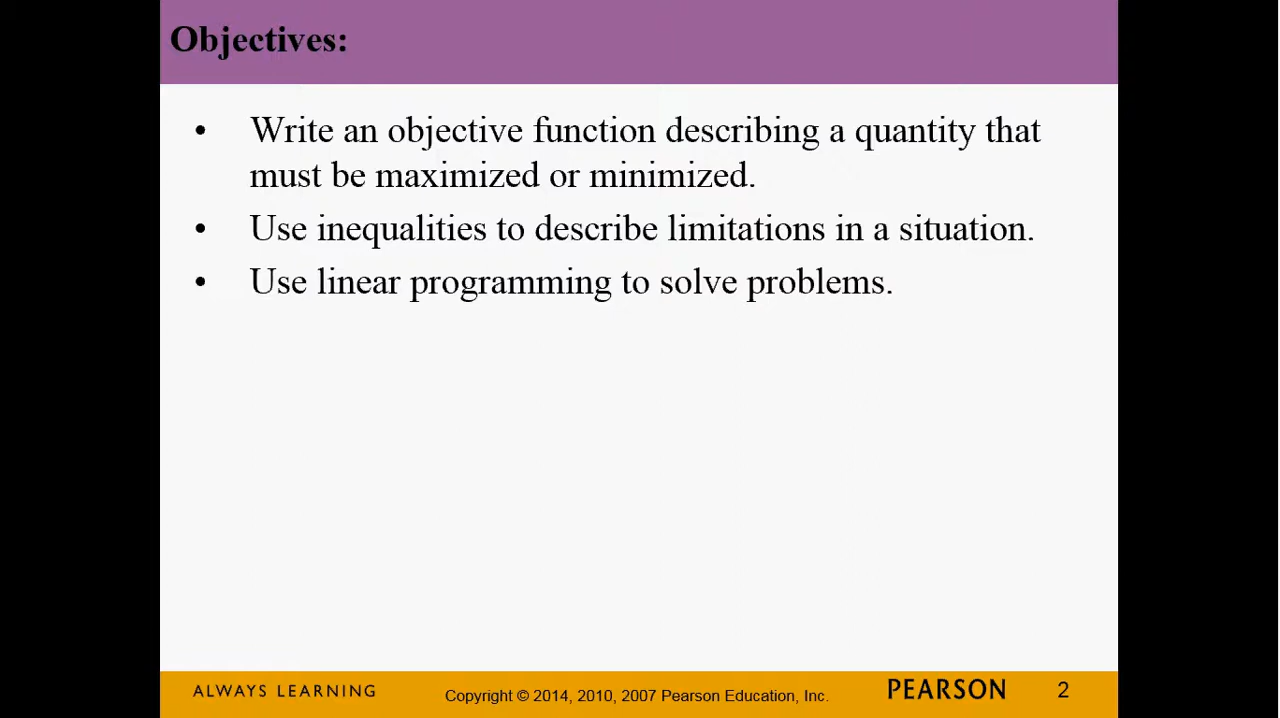 Objectives:
• Write an objective function describing a quantity that
must be maximized or minimized.
• Use inequalities to describe limitations in a situation.
• Use linear programming to solve problems.
ALWAYS LEARNING Copyright © 2014, 2010, 2007 Pearson Education, Inc. PEARSON 2